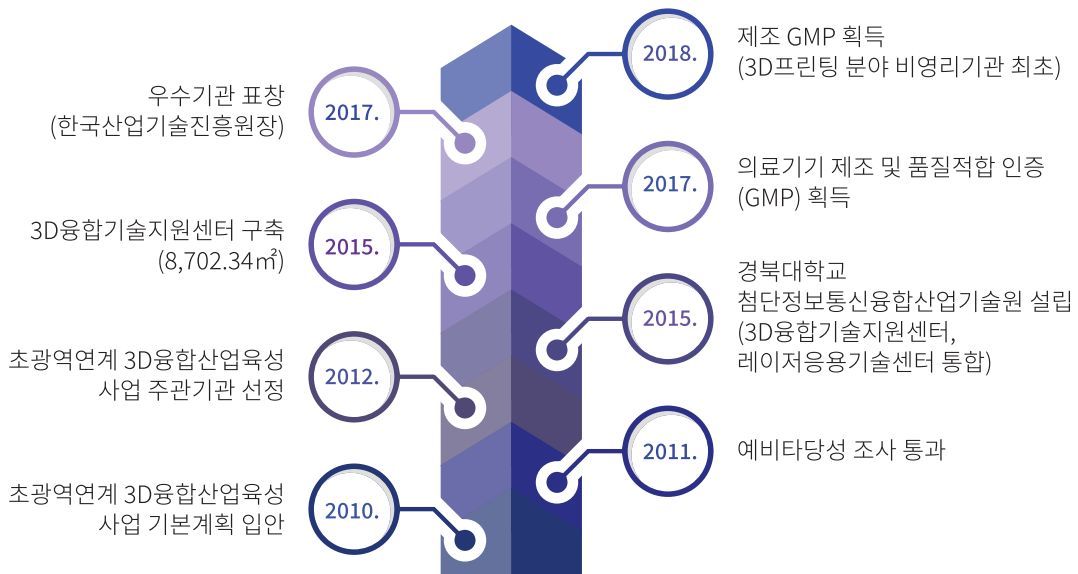 2018.
제조 GMP 획득
(3D프린팅 분야 비영리기관 최초)
우수기관 표창
(한국산업기술진흥원장)
2017.
2017.
의료기기 제조 및 품질적합 인증
(GMP) 획득
3D융합기술지원센터 구축
(8,702.34㎡)
2015.
2015.
경북대학교
첨단정보통신융합산업기술원 설립
(3D융합기술지원센터,
레이저응용기술센터 통합)
초광역연계 3D융합산업육성
사업 주관기관 선정
2012.
2011.
예비타당성 조사 통과
초광역연계 3D융합산업육성
사업 기본계획 입안
2010.